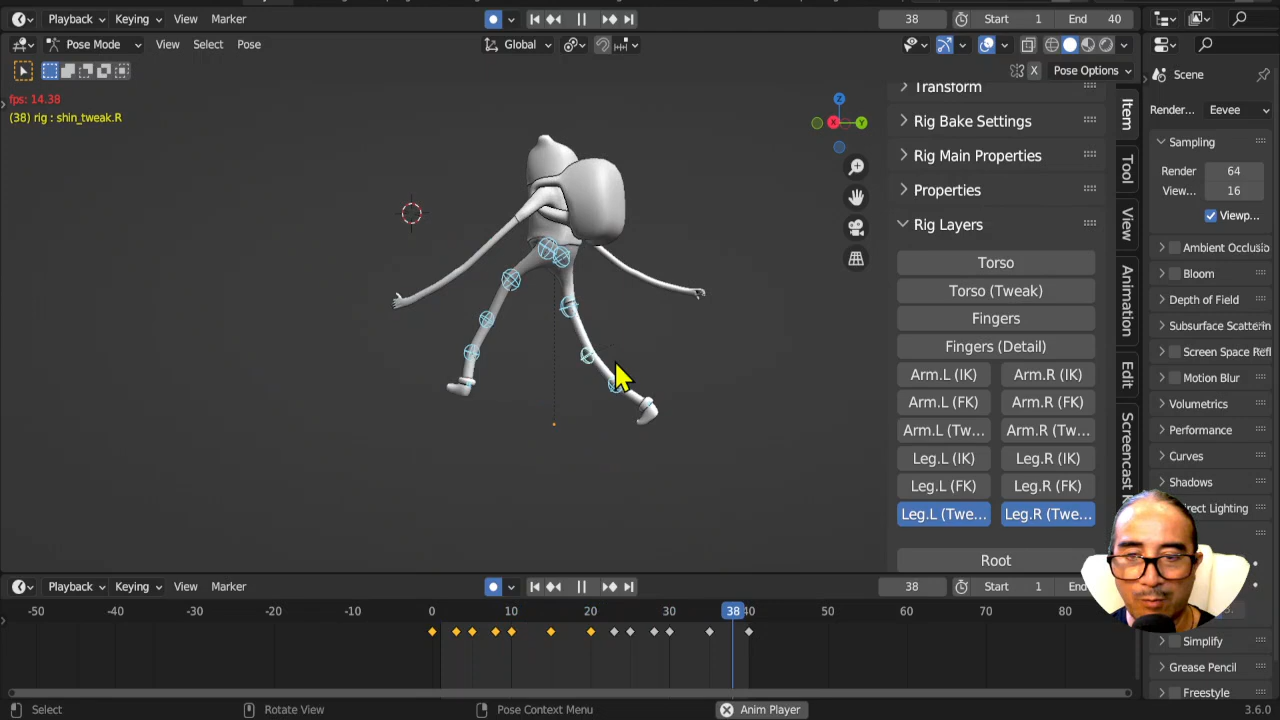 Playback Keying View Marker 38 Start 1 End 40
Pose Mode View Select Pose Global
X Pose Options
fps: 14.38
(38) rig : shin_tweak.R
Z
X
Y
Transform
Rig Bake Settings
Rig Main Properties
Properties
Rig Layers
Torso
Torso (Tweak)
Fingers
Fingers (Detail)
Arm.L (IK) Arm.R (IK)
Arm.L (FK) Arm.R (FK)
Arm.L (Tw... Arm.R (Tw...
Leg.L (IK) Leg.R (IK)
Leg.L (FK) Leg.R (FK)
Leg.L (Twe... Leg.R (Twe...
Root
Item
Tool
View
Animation
Edit
Screencast
Scene
Render... Eevee
Sampling
Render 64
View... 16
Viewp...
Ambient Occlusio
Bloom
Depth of Field
Subsurface Scatterin
Screen Space Refl
Motion Blur
Volumetrics
Performance
Curves
Shadows
direct Lighting
Simplify
Grease Pencil
Freestyle
Playback Keying View Marker 38 Start 1 End
-50 -40 -30 -20 -10 0 10 20 30 38 40 50 60 70 80
Select Rotate View Pose Context Menu Anim Player 3.6.0